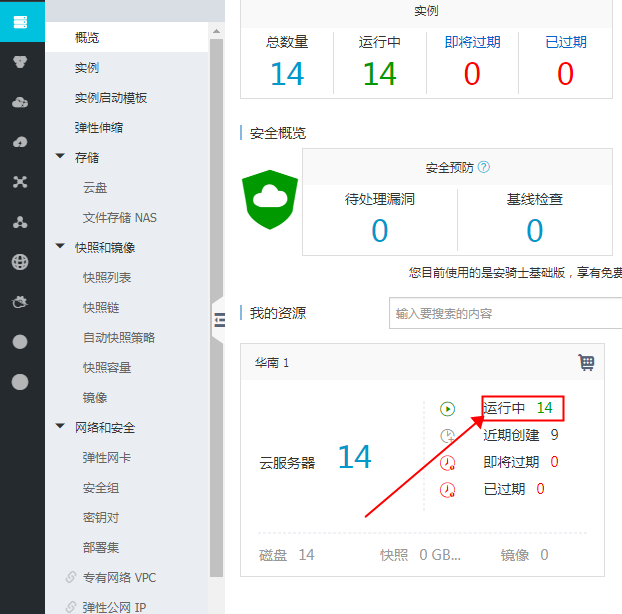 概览
实例
实例启动模板
弹性伸缩
存储
云盘
文件存储 NAS
快照和镜像
快照列表
快照链
自动快照策略
快照容量
镜像
网络和安全
弹性网卡
安全组
密钥对
部署集
专有网络 VPC
弹性公网 IP
实例
总数量 运行中 即将过期 已过期
14 14 0 0
安全概览
安全预防 ?
待处理漏洞 基线检查
0 0
您目前使用的是安骑士基础版，享有免费
我的资源 输入要搜索的内容
华南 1
云服务器 14
运行中 14
近期创建 9
即将过期 0
已过期 0
磁盘 14 快照 0 GB... 镜像 0